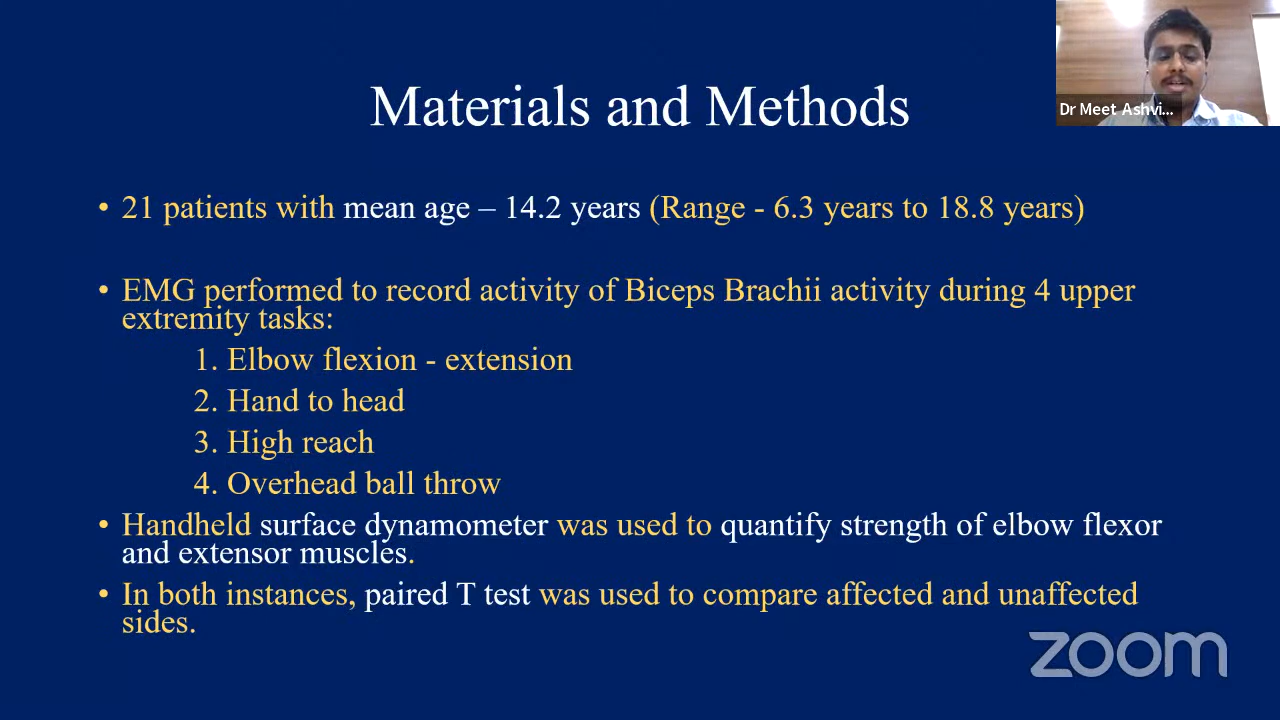 Materials and Methods
Dr Meet Ashvi...
• 21 patients with mean age – 14.2 years (Range - 6.3 years to 18.8 years)
• EMG performed to record activity of Biceps Brachii activity during 4 upper
extremity tasks:
1. Elbow flexion - extension
2. Hand to head
3. High reach
4. Overhead ball throw
• Handheld surface dynamometer was used to quantify strength of elbow flexor
and extensor muscles.
• In both instances, paired T test was used to compare affected and unaffected
sides.
zoom